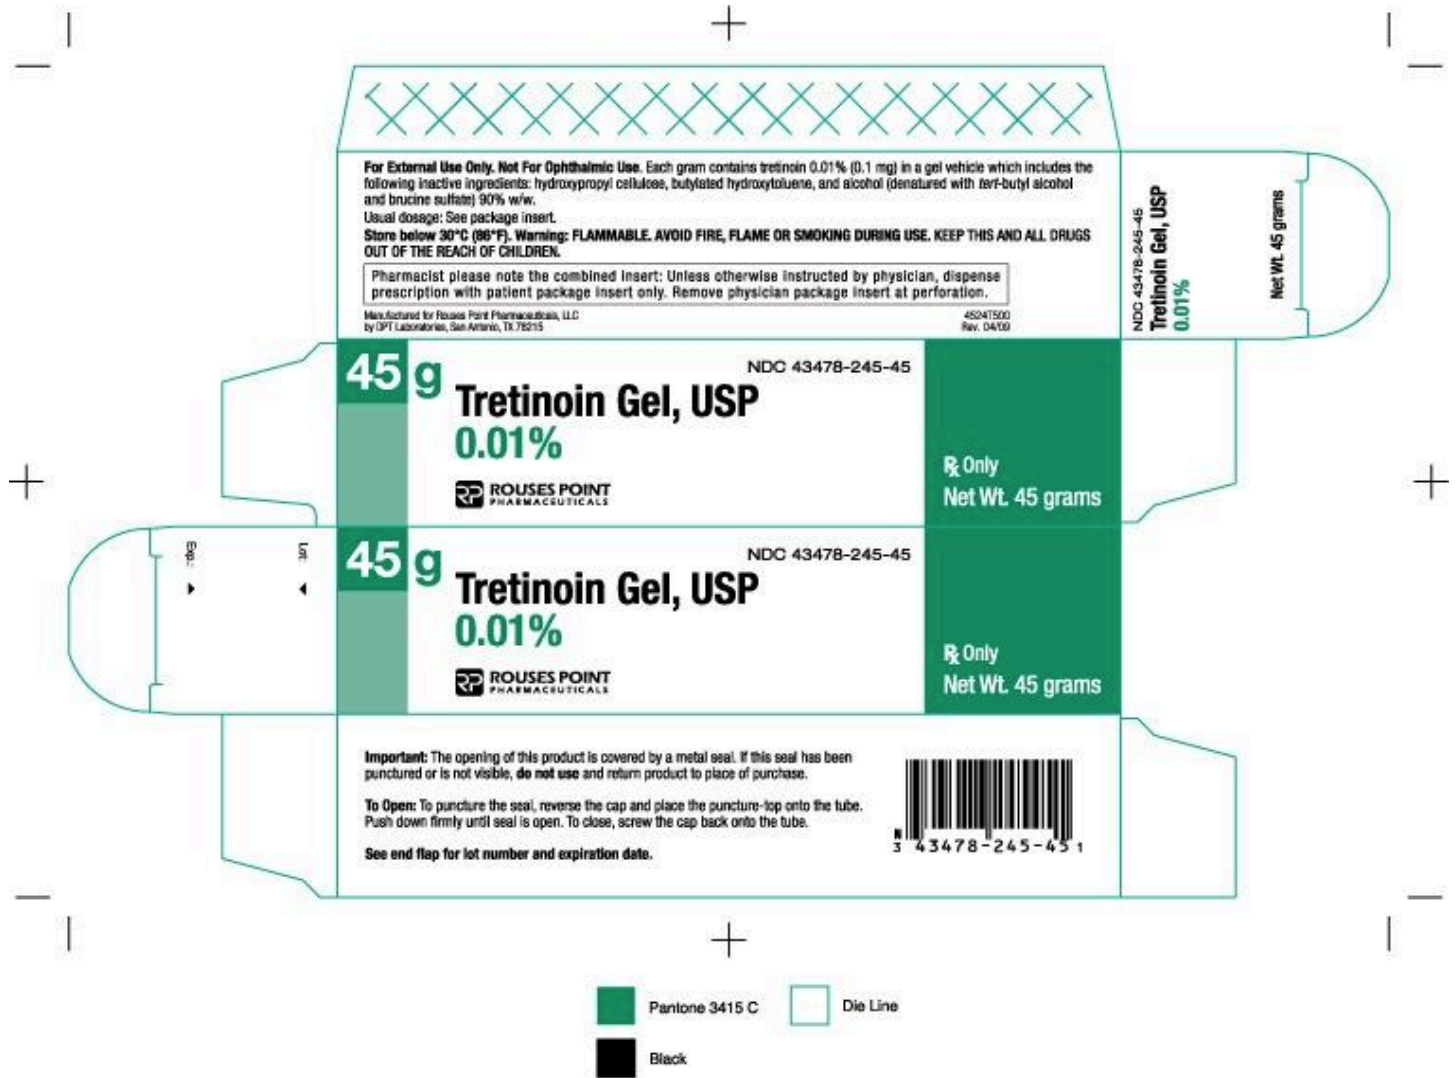 For External Use Only. Not For Ophthalmic Use. Each gram contains tretinoin 0.01% (0.1 mg) in a gel vehicle which includes the
following inactive ingredients: hydroxypropyl cellulose, butylated hydroxytoluene, and alcohol (denatured with tert-butyl alcohol
and brucine sulfate) 90% w/w.
Usual dosage: See package insert.
Store below 30°C (86°F). Warning: FLAMMABLE. AVOID FIRE, FLAME OR SMOKING DURING USE. KEEP THIS AND ALL DRUGS
OUT OF THE REACH OF CHILDREN.
Pharmacist please note the combined insert: Unless otherwise instructed by physician, dispense
prescription with patient package insert only. Remove physician package insert at perforation.
Manufactured for Rouses Point Pharmaceuticals, LLC
by DPT Laboratories, San Antonio, TX 78215
4524T500
Rev. 04/09
NDC 43478-245-45
Tretinoin Gel, USP
0.01%
Net Wt. 45 grams
45 g
NDC 43478-245-45
Tretinoin Gel, USP
0.01%
RP ROUSES POINT
PHARMACEUTICALS
℞ Only
Net Wt. 45 grams
Exp.:
Lot:
45 g
NDC 43478-245-45
Tretinoin Gel, USP
0.01%
RP ROUSES POINT
PHARMACEUTICALS
℞ Only
Net Wt. 45 grams
Important: The opening of this product is covered by a metal seal. If this seal has been
punctured or is not visible, do not use and return product to place of purchase.
To Open: To puncture the seal, reverse the cap and place the puncture-top onto the tube.
Push down firmly until seal is open. To close, screw the cap back onto the tube.
See end flap for lot number and expiration date.
N
3 43478-245-45 1
Pantone 3415 C
Die Line
Black